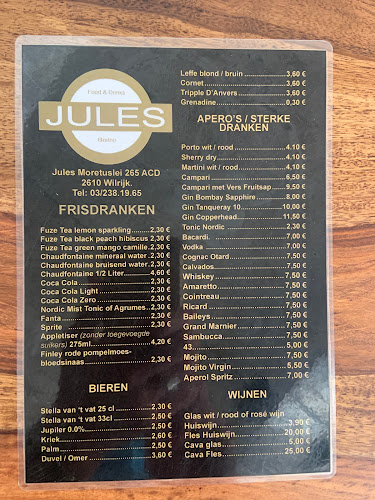 Food & Drinks
JULES
Jules Moretuslei 265 ACD
2610 Wilrijk.
Tel: 03/238.19.65
FRISDRANKEN
Fuze Tea lemon sparkling.....2,30 €
Fuze Tea black peach hibiscus 2,30 €
Fuze Tea green mango camille.2,30 €
Chaudfontaine mineraal water.2,30 €
Chaudfontaine bruisend water.2,30 €
Chaudfontaine 1/2 Liter.........4,60 €
Coca Cola.....2,30 €
Coca Cola Light.....2,30 €
Coca Cola Zero.....2,30 €
Nordic Mist Tonic of Agrumes.2,30 €
Fanta.....2,30 €
Sprite.....2,30 €
Appletiser (zonder toegevoegde
suikers) 275ml.....4,20 €
Finley rode pompelmoes-
bloedsinaas.....2,30 €
BIEREN
Stella van 't vat 25 cl.....2,30 €
Stella van 't vat 33cl.....2,50 €
Jupiler 0.0%.....2,30 €
Kriek.....2,60 €
Palm.....2,50 €
Duvel / Omer.....3,60 €
Leffe blond / bruin.....3,60 €
Cornet.....3,60 €
Tripple D'Anvers.....3,60 €
Grenadine.....0,30 €
APERO'S / STERKE
DRANKEN
Porto wit / rood.....4.10 €
Sherry dry.....4.10 €
Martini wit / rood.....4.10 €
Campari.....6,50 €
Campari met Vers Fruitsap.....9,50 €
Gin Bombay Sapphire.....8,00 €
Gin Tanqueray 10.....10,00 €
Gin Copperhead.....11,50 €
Tonic Nordic.....2,30 €
Bacardi.....7,00 €
Vodka.....7,00 €
Cognac Otard.....7,50 €
Calvados.....7,50 €
Whiskey.....7,50 €
Amaretto.....7,50 €
Cointreau.....7,50 €
Ricard.....7,50 €
Baileys.....7,50 €
Grand Marnier.....7,50 €
Sambucca.....7,50 €
43.....5,00 €
Mojito.....7,50 €
Mojito Virgin.....5,50 €
Aperol Spritz.....7,00 €
WIJNEN
Glas wit / rood of rosé wijn
Huiswijn.....3,90 €
Fles Huiswijn.....20,00 €
Cava glas.....5,00 €
Cava Fles.....25,00 €